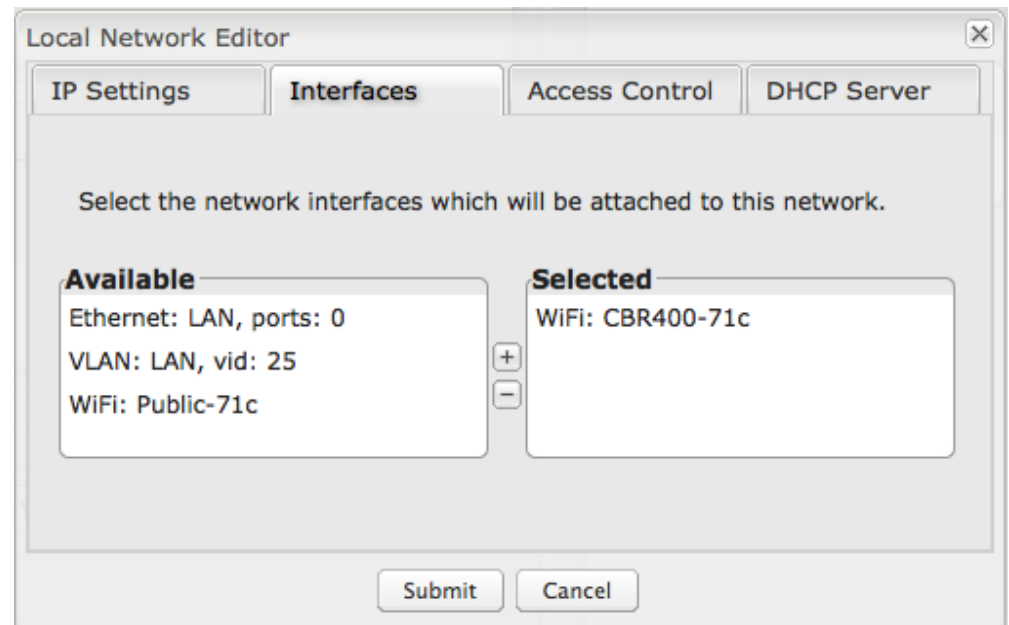 Local Network Editor
IP Settings
Interfaces
Access Control
DHCP Server
Select the network interfaces which will be attached to this network.
Available
Ethernet: LAN, ports: 0
VLAN: LAN, vid: 25
WiFi: Public-71c
+
−
Selected
WiFi: CBR400-71c
Submit
Cancel